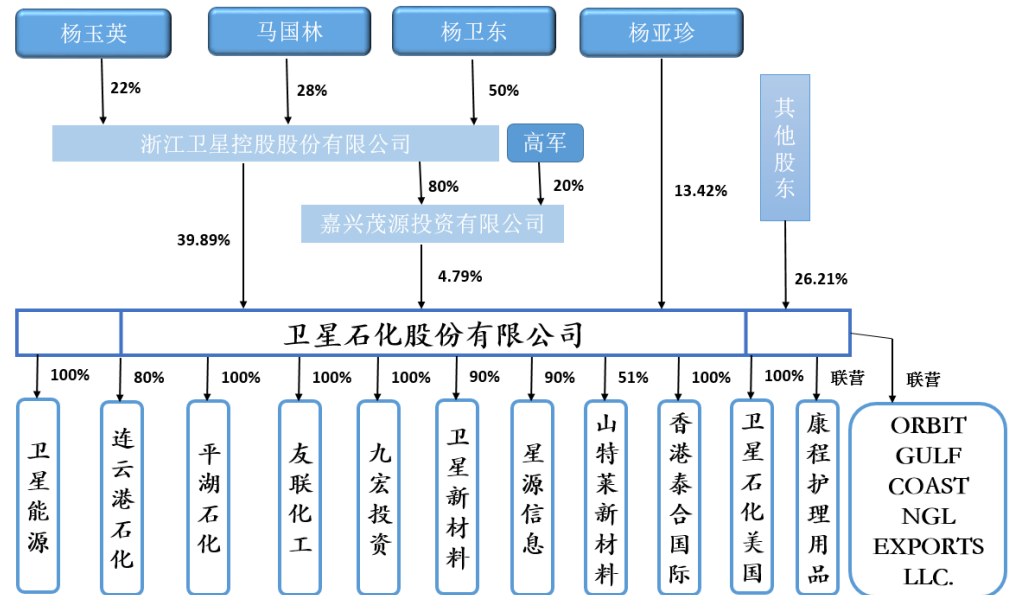 杨玉英
马国林
杨卫东
杨亚珍
22%
28%
50%
其他股东
浙江卫星控股股份有限公司
高军
80%
20%
13.42%
嘉兴茂源投资有限公司
39.89%
4.79%
26.21%
卫星石化股份有限公司
100%
80%
100%
100%
100%
90%
90%
51%
100%
100%
联营
联营
卫星能源
连云港石化
平湖石化
友联化工
九宏投资
卫星新材料
星源信息
山特莱新材料
香港泰合国际
卫星石化美国
康程护理用品
ORBIT
GULF
COAST
NGL
EXPORTS
LLC.